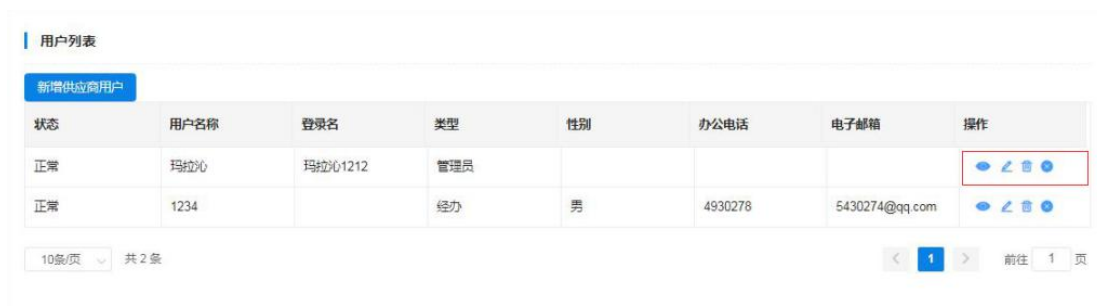 用户列表
新增供应商用户
状态 用户名称 登录名 类型 性别 办公电话 电子邮箱 操作
正常 玛拉沁 玛拉沁1212 管理员
正常 1234 经办 男 4930278 5430274@qq.com
10条/页 共 2 条 1 前往 1 页